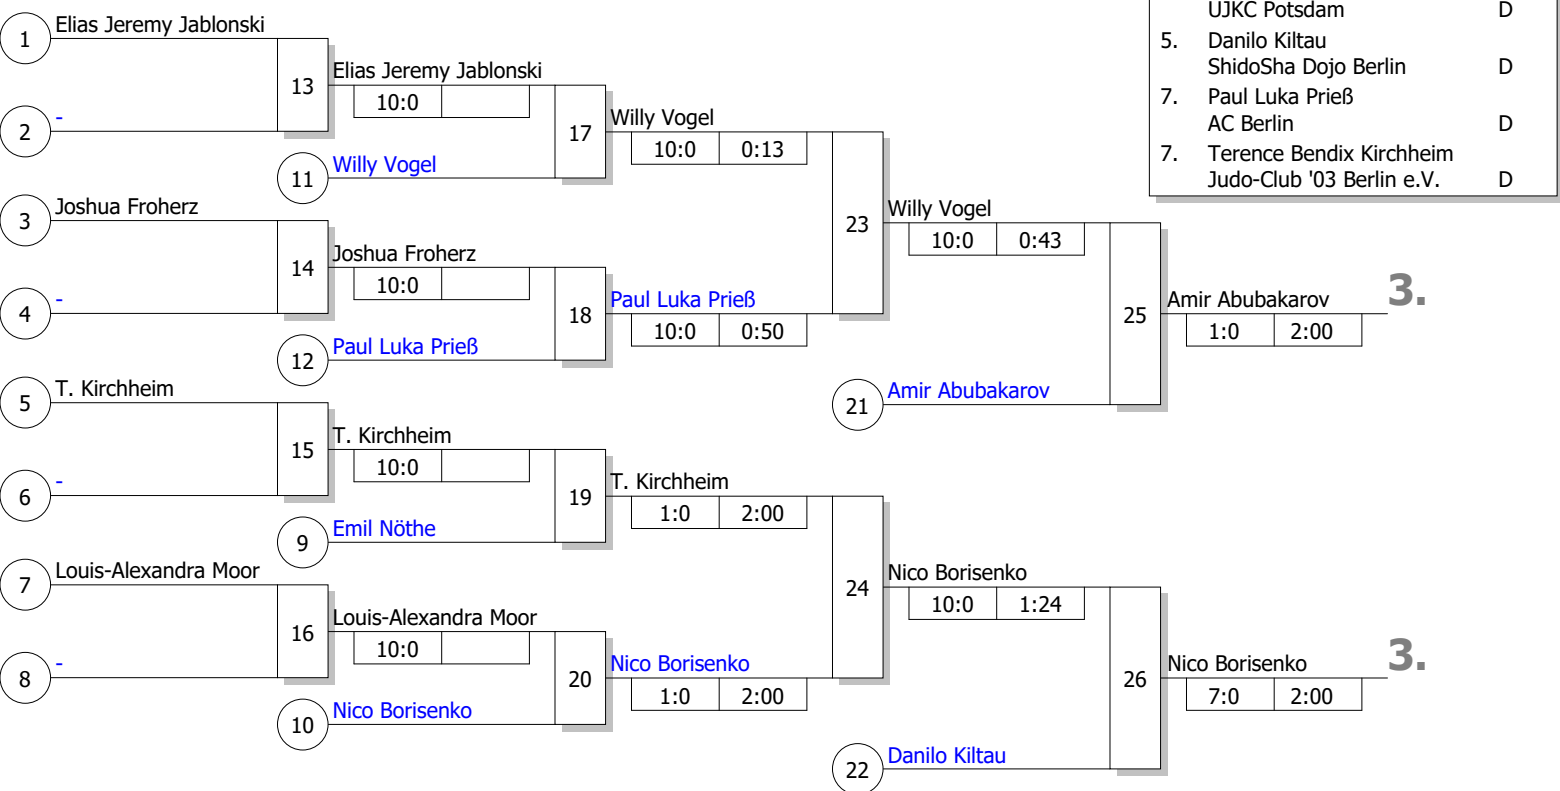 UJKC Potsdam D
5. Danilo Kiltau
ShidoSha Dojo Berlin D
7. Paul Luka Prieß
AC Berlin D
7. Terence Bendix Kirchheim
Judo-Club '03 Berlin e.V. D
1 Elias Jeremy Jablonski
13 Elias Jeremy Jablonski
10:0
2 -
17 Willy Vogel
10:0 0:13
11 Willy Vogel
3 Joshua Froherz
23 Willy Vogel
10:0 0:43
14 Joshua Froherz
10:0
4 -
18 Paul Luka Prieß
10:0 0:50
12 Paul Luka Prieß
25 Amir Abubakarov 3.
1:0 2:00
5 T. Kirchheim
21 Amir Abubakarov
15 T. Kirchheim
10:0
6 -
19 T. Kirchheim
1:0 2:00
9 Emil Nöthe
7 Louis-Alexandra Moor
24 Nico Borisenko
10:0 1:24
16 Louis-Alexandra Moor
10:0
8 -
20 Nico Borisenko
1:0 2:00
10 Nico Borisenko
26 Nico Borisenko 3.
7:0 2:00
22 Danilo Kiltau